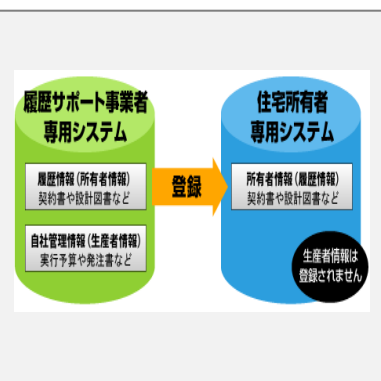 履歴サポート事業者
専用システム
履歴情報(所有者情報)
契約書や設計図書など
自社管理情報(生産者情報)
実行予算や発注書など
登録
住宅所有者
専用システム
所有者情報(履歴情報)
契約書や設計図書など
生産者情報は
登録されません